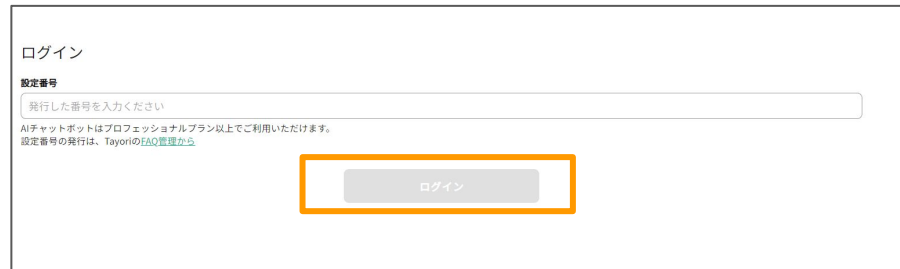 ログイン
設定番号
発行した番号を入力ください
AIチャットボットはプロフェッショナルプラン以上でご利用いただけます。
設定番号の発行は、TayoriのFAQ管理から
ログイン